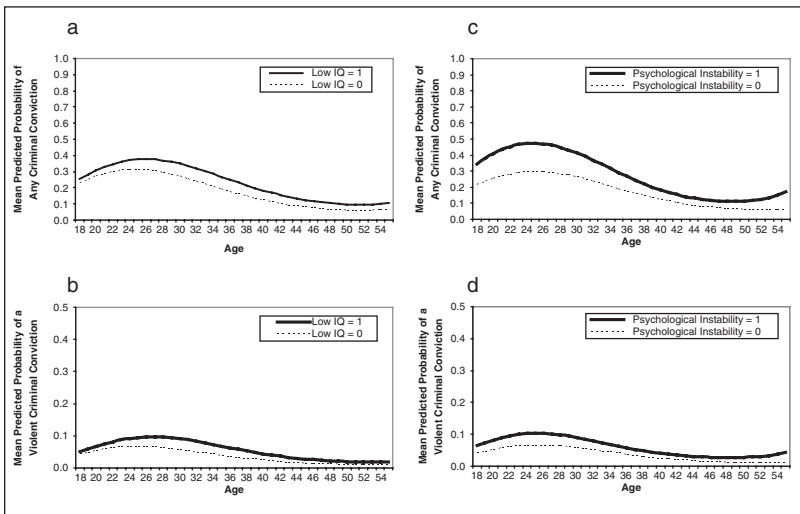 a
Mean Predicted Probability of
Any Criminal Conviction
1.0
0.9
0.8
0.7
0.6
0.5
0.4
0.3
0.2
0.1
0.0
Low IQ = 1
Low IQ = 0
18 20 22 24 26 28 30 32 34 36 38 40 42 44 46 48 50 52 54
Age
c
Mean Predicted Probability of
Any Criminal Conviction
1.0
0.9
0.8
0.7
0.6
0.5
0.4
0.3
0.2
0.1
0.0
Psychological Instability = 1
Psychological Instability = 0
18 20 22 24 26 28 30 32 34 36 38 40 42 44 46 48 50 52 54
Age
b
Mean Predicted Probability of a
Violent Criminal Conviction
0.5
0.4
0.3
0.2
0.1
0.0
Low IQ = 1
Low IQ = 0
18 20 22 24 26 28 30 32 34 36 38 40 42 44 46 48 50 52 54
Age
d
Mean Predicted Probability of a
Violent Criminal Conviction
0.5
0.4
0.3
0.2
0.1
0.0
Psychological Instability = 1
Psychological Instability = 0
18 20 22 24 26 28 30 32 34 36 38 40 42 44 46 48 50 52 54
Age